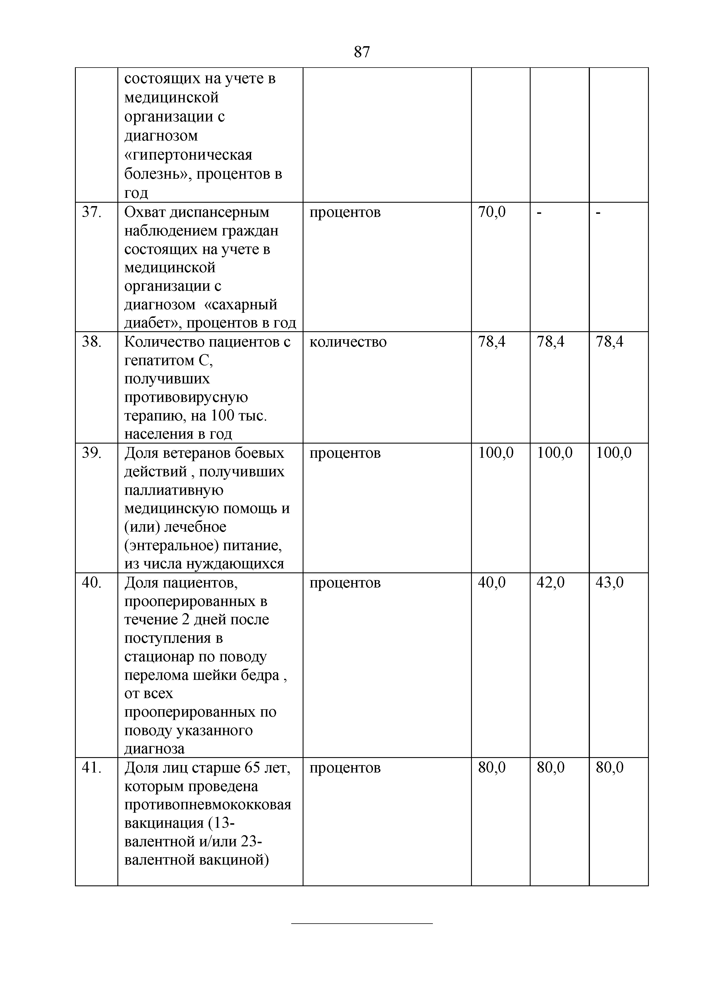 87
состоящих на учете в
медицинской
организации с
диагнозом
«гипертоническая
болезнь», процентов в
год
37. Охват диспансерным процентов 70,0 - -
наблюдением граждан
состоящих на учете в
медицинской
организации с
диагнозом «сахарный
диабет», процентов в год
38. Количество пациентов с количество 78,4 78,4 78,4
гепатитом С,
получивших
противовирусную
терапию, на 100 тыс.
населения в год
39. Доля ветеранов боевых процентов 100,0 100,0 100,0
действий , получивших
паллиативную
медицинскую помощь и
(или) лечебное
(энтеральное) питание,
из числа нуждающихся
40. Доля пациентов, процентов 40,0 42,0 43,0
прооперированных в
течение 2 дней после
поступления в
стационар по поводу
перелома шейки бедра ,
от всех
прооперированных по
поводу указанного
диагноза
41. Доля лиц старше 65 лет, процентов 80,0 80,0 80,0
которым проведена
противопневмококковая
вакцинация (13-
валентной и/или 23-
валентной вакциной)